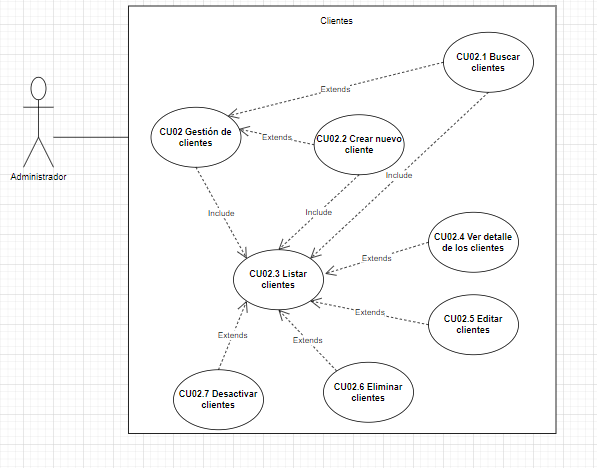 Clientes
CU02.1 Buscar
clientes
Extends
CU02 Gestión de
clientes
Extends
CU02.2 Crear nuevo
cliente
Administrador
Include
Include
Include
CU02.4 Ver detalle
de los clientes
Extends
CU02.3 Listar
clientes
Extends
CU02.5 Editar
clientes
Extends
Extends
CU02.7 Desactivar
clientes
CU02.6 Eliminar
clientes